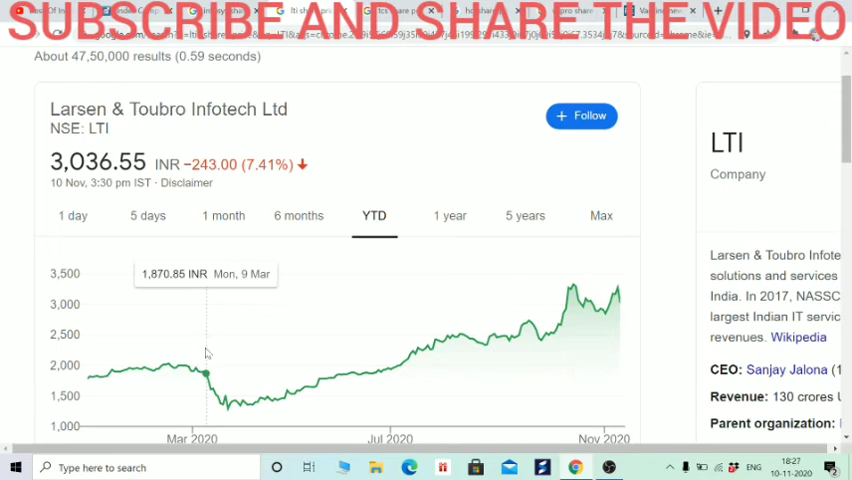 SUBSCRIBE AND SHARE THE VIDEO
About 47,50,000 results (0.59 seconds)
Larsen & Toubro Infotech Ltd
NSE: LTI
+ Follow
3,036.55 INR −243.00 (7.41%) ↓
10 Nov, 3:30 pm IST · Disclaimer
1 day 5 days 1 month 6 months YTD 1 year 5 years Max
1,870.85 INR Mon, 9 Mar
3,500
3,000
2,500
2,000
1,500
1,000
Mar 2020 Jul 2020 Nov 2020
LTI
Company
Larsen & Toubro Infote
solutions and services
India. In 2017, NASSC
largest Indian IT servic
revenues. Wikipedia
CEO: Sanjay Jalona (1
Revenue: 130 crores U
Parent organization:
Type here to search
ENG
18:27
10-11-2020
2